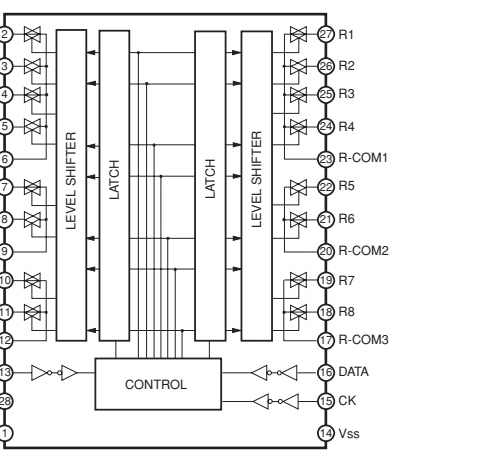 2
3
4
5
6
7
8
9
10
11
12
13
28
1
LEVEL SHIFTER
LATCH
LATCH
LEVEL SHIFTER
CONTROL
27 R1
26 R2
25 R3
24 R4
23 R-COM1
22 R5
21 R6
20 R-COM2
19 R7
18 R8
17 R-COM3
16 DATA
15 CK
14 Vss